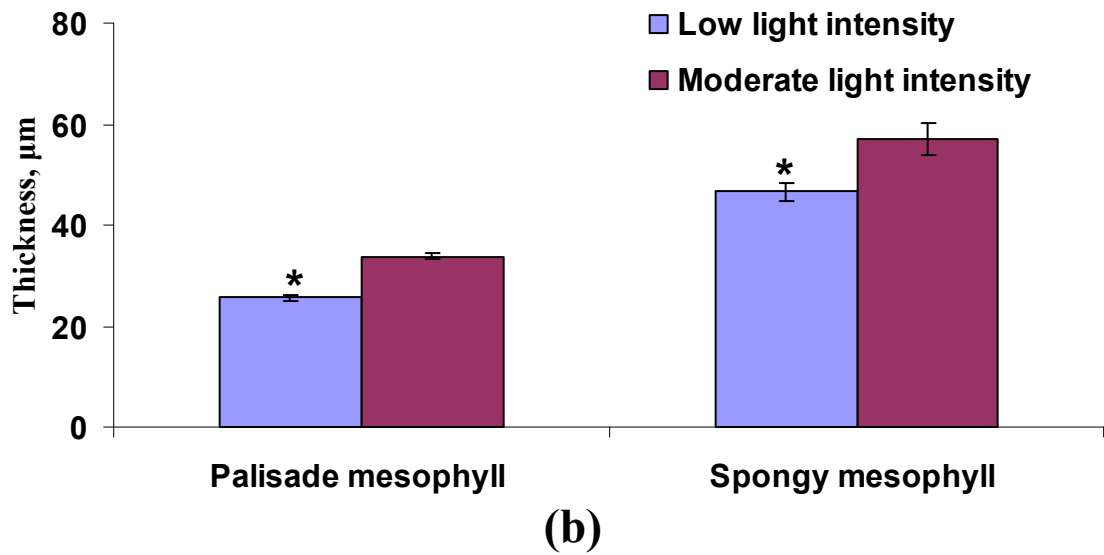 80
60
40
20
0
Thickness, µm
Low light intensity
Moderate light intensity
*
*
Palisade mesophyll
Spongy mesophyll
(b)